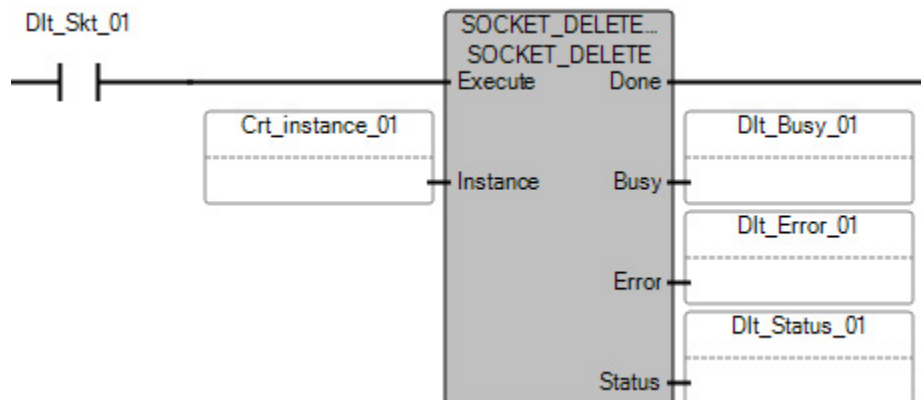 Dlt_Skt_01
SOCKET_DELETE...
SOCKET_DELETE
Execute Done
Crt_instance_01
Dlt_Busy_01
Instance Busy
Dlt_Error_01
Error
Dlt_Status_01
Status